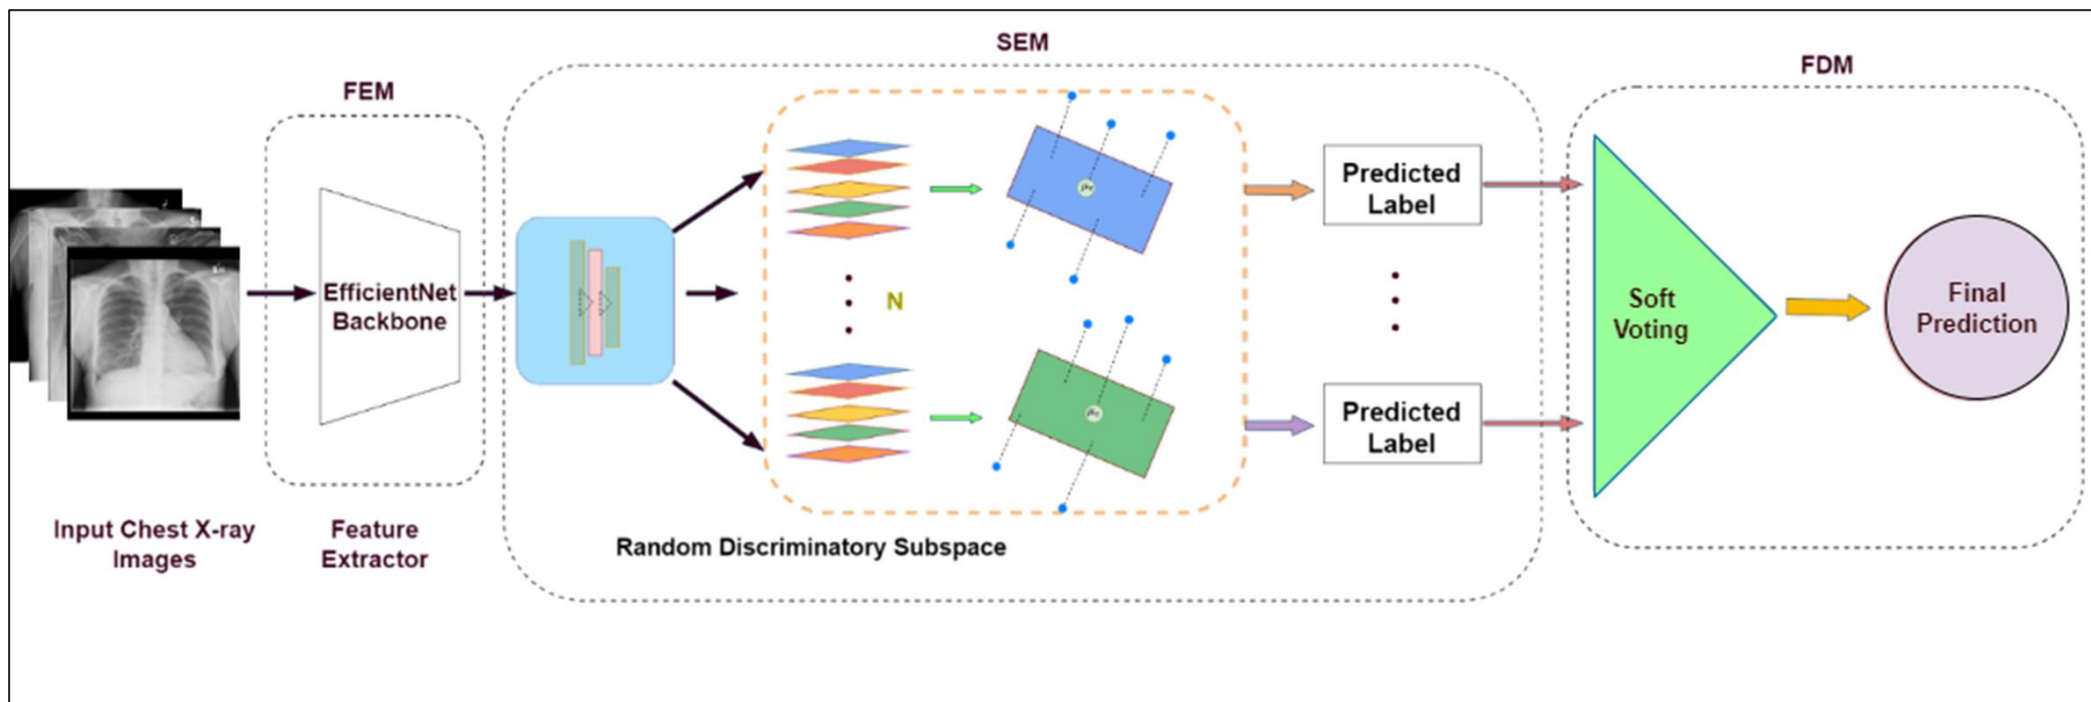 SEM
FEM
FDM
EfficientNet
Backbone
N
Predicted
Label
Predicted
Label
Soft
Voting
Final
Prediction
Input Chest X-ray
Images
Feature
Extractor
Random Discriminatory Subspace